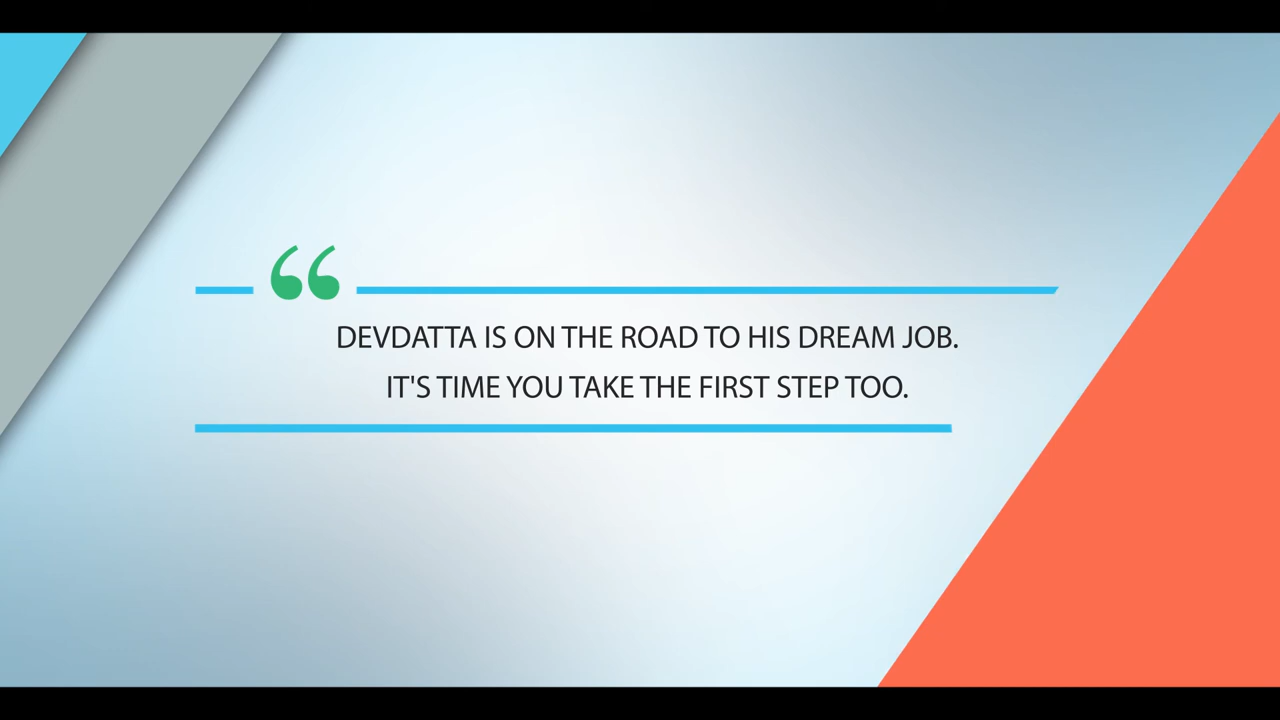 “
DEVDATTA IS ON THE ROAD TO HIS DREAM JOB.
IT'S TIME YOU TAKE THE FIRST STEP TOO.